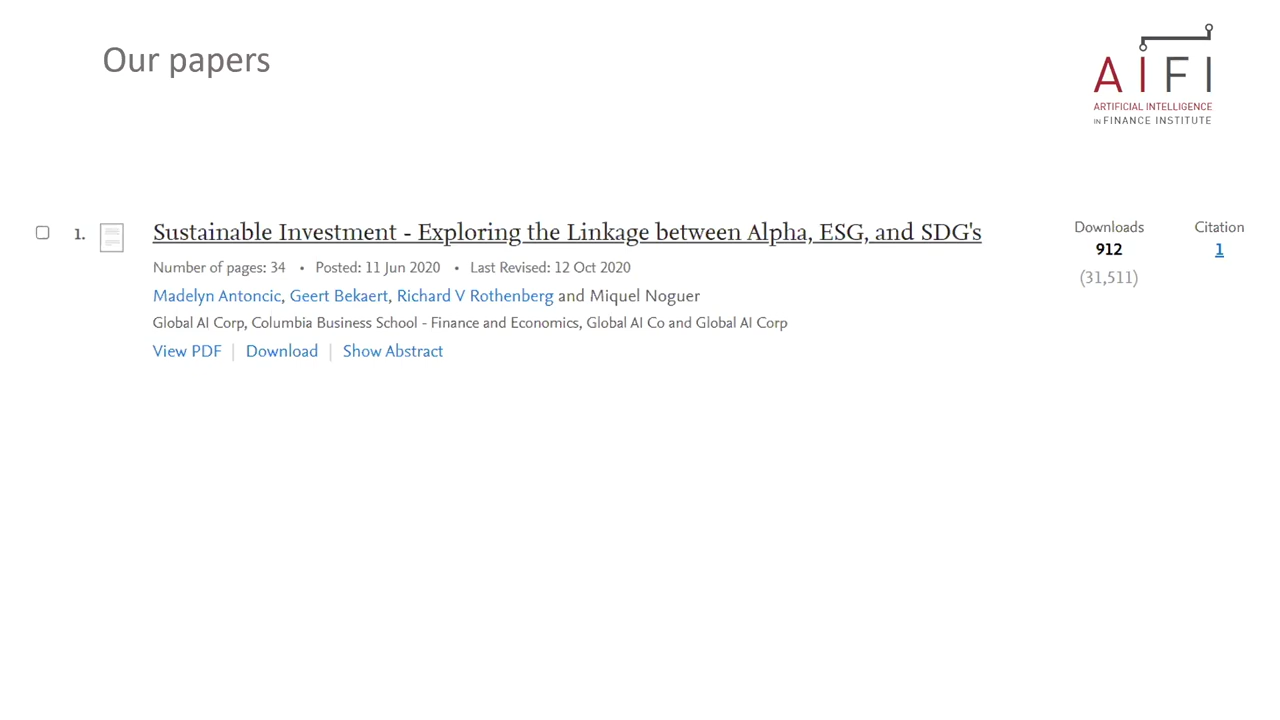 Our papers
AIFI
ARTIFICIAL INTELLIGENCE
IN FINANCE INSTITUTE
1. Sustainable Investment - Exploring the Linkage between Alpha, ESG, and SDG's
Number of pages: 34 • Posted: 11 Jun 2020 • Last Revised: 12 Oct 2020
Madelyn Antoncic, Geert Bekaert, Richard V Rothenberg and Miquel Noguer
Global AI Corp, Columbia Business School - Finance and Economics, Global AI Co and Global AI Corp
View PDF | Download | Show Abstract
Downloads
912
(31,511)
Citation
1